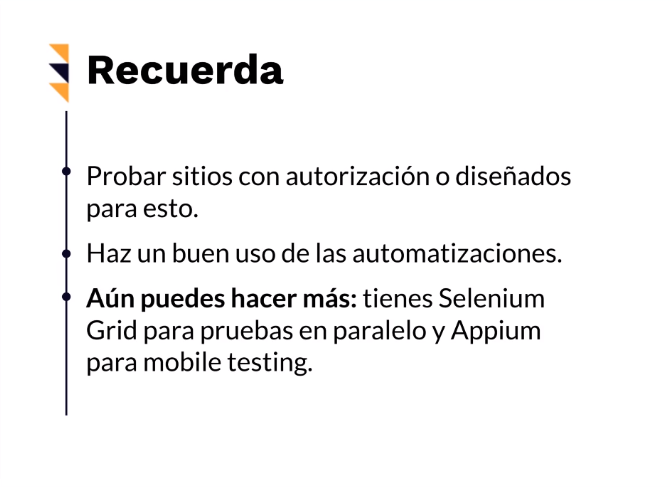 Recuerda
Probar sitios con autorización o diseñados
para esto.
Haz un buen uso de las automatizaciones.
Aún puedes hacer más: tienes Selenium
Grid para pruebas en paralelo y Appium
para mobile testing.